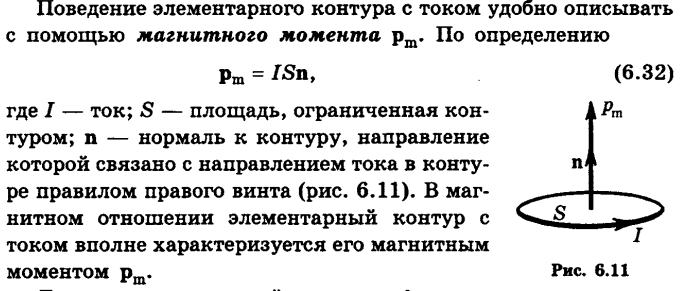 Поведение элементарного контура с током удобно описывать
с помощью магнитного момента pₘ. По определению
pₘ = ISn, (6.32)
где I — ток; S — площадь, ограниченная кон-
туром; n — нормаль к контуру, направление
которой связано с направлением тока в конту-
ре правилом правого винта (рис. 6.11). В маг-
нитном отношении элементарный контур с
током вполне характеризуется его магнитным
моментом pₘ.
pₘ
n
S
I
Рис. 6.11